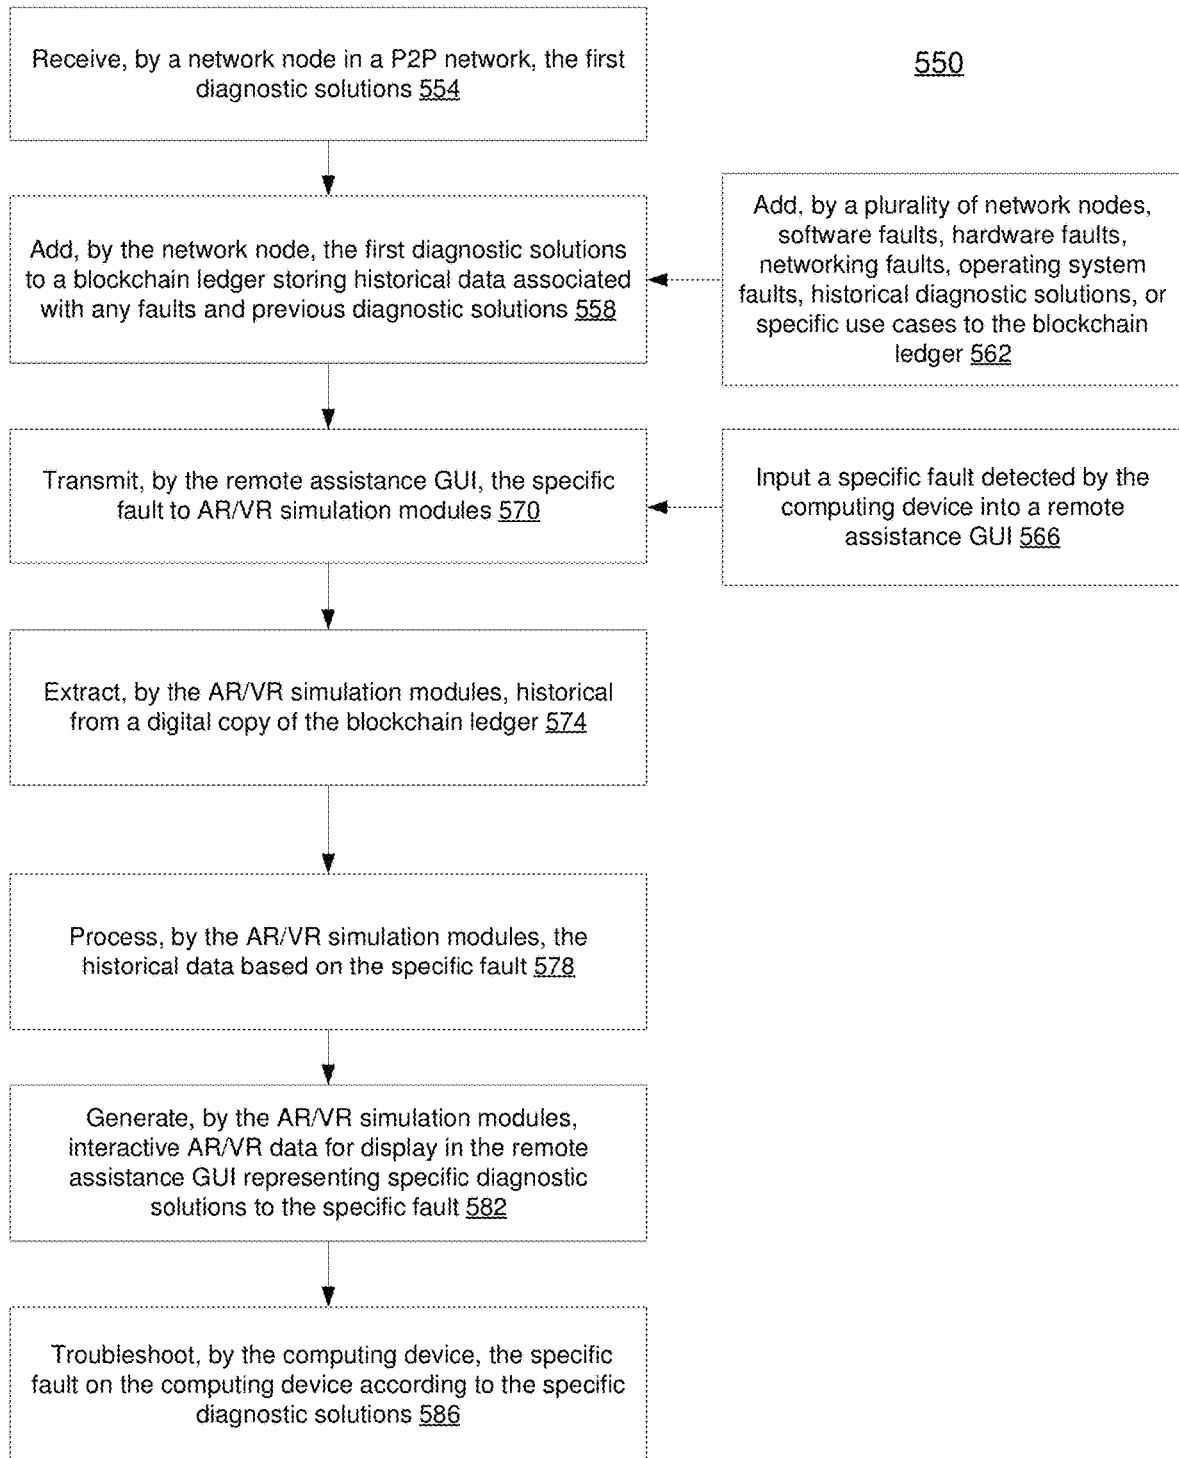 Receive, by a network node in a P2P network, the first
diagnostic solutions 554
550
Add, by the network node, the first diagnostic solutions
to a blockchain ledger storing historical data associated
with any faults and previous diagnostic solutions 558
Add, by a plurality of network nodes,
software faults, hardware faults,
networking faults, operating system
faults, historical diagnostic solutions, or
specific use cases to the blockchain
ledger 562
Transmit, by the remote assistance GUI, the specific
fault to AR/VR simulation modules 570
Input a specific fault detected by the
computing device into a remote
assistance GUI 566
Extract, by the AR/VR simulation modules, historical
from a digital copy of the blockchain ledger 574
Process, by the AR/VR simulation modules, the
historical data based on the specific fault 578
Generate, by the AR/VR simulation modules,
interactive AR/VR data for display in the remote
assistance GUI representing specific diagnostic
solutions to the specific fault 582
Troubleshoot, by the computing device, the specific
fault on the computing device according to the specific
diagnostic solutions 586